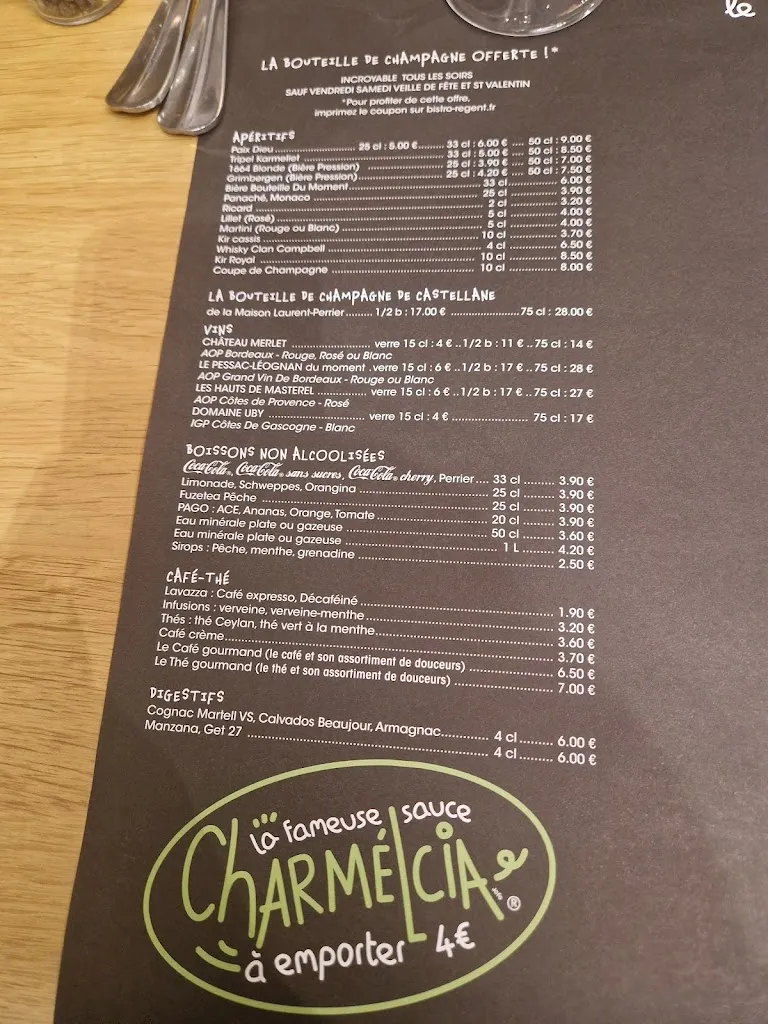 le
LA BOUTEILLE DE CHAMPAGNE OFFERTE !*
INCROYABLE TOUS LES SOIRS
SAUF VENDREDI SAMEDI VEILLE DE FÊTE ET ST VALENTIN
*Pour profiter de cette offre,
imprimez le coupon sur bistro-regent.fr
APÉRITIFS
Paix Dieu ........ 25 cl : 5.00 € ....... 33 cl : 6.00 € .... 50 cl : 9.00 €
Tripel Karmeliet ........ 33 cl : 5.00 € .... 50 cl : 8.50 €
1664 Blonde (Bière Pression) ........ 25 cl : 3.90 € .... 50 cl : 7.00 €
Grimbergen (Bière Pression) ........ 25 cl : 4.20 € .... 50 cl : 7.50 €
Bière Bouteille Du Moment ........ 33 cl ........ 6.00 €
Panaché, Monaco ........ 25 cl ........ 3.90 €
Ricard ........ 2 cl ........ 3.20 €
Lillet (Rosé) ........ 5 cl ........ 4.00 €
Martini (Rouge ou Blanc) ........ 5 cl ........ 4.00 €
Kir cassis ........ 10 cl ........ 3.70 €
Whisky Clan Campbell ........ 4 cl ........ 6.50 €
Kir Royal ........ 10 cl ........ 8.50 €
Coupe de Champagne ........ 10 cl ........ 8.00 €
LA BOUTEILLE DE CHAMPAGNE DE CASTELLANE
de la Maison Laurent-Perrier ........ 1/2 b : 17.00 € ........ 75 cl : 28.00 €
VINS
CHÂTEAU MERLET ........ verre 15 cl : 4 € .. 1/2 b : 11 € .. 75 cl : 14 €
AOP Bordeaux - Rouge, Rosé ou Blanc
LE PESSAC-LÉOGNAN du moment . verre 15 cl : 6 € .. 1/2 b : 17 € .. 75 cl : 28 €
AOP Grand Vin De Bordeaux - Rouge ou Blanc
LES HAUTS DE MASTEREL ........ verre 15 cl : 6 € .. 1/2 b : 17 € .. 75 cl : 27 €
AOP Côtes de Provence - Rosé
DOMAINE UBY ........ verre 15 cl : 4 € ........ 75 cl : 17 €
IGP Côtes De Gascogne - Blanc
BOISSONS NON ALCOOLISÉES
Coca-Cola®, Coca-Cola® sans sucres, Coca-Cola® cherry, Perrier .... 33 cl ........ 3.90 €
Limonade, Schweppes, Orangina ........ 25 cl ........ 3.90 €
Fuzetea Pêche ........ 25 cl ........ 3.90 €
PAGO : ACE, Ananas, Orange, Tomate ........ 20 cl ........ 3.90 €
Eau minérale plate ou gazeuse ........ 50 cl ........ 3.60 €
Eau minérale plate ou gazeuse ........ 1 L ........ 4.20 €
Sirops : Pêche, menthe, grenadine ........ 2.50 €
CAFÉ-THÉ
Lavazza : Café expresso, Décaféiné ........ 1.90 €
Infusions : verveine, verveine-menthe ........ 3.20 €
Thés : thé Ceylan, thé vert à la menthe ........ 3.60 €
Café crème ........ 3.70 €
Le Café gourmand (le café et son assortiment de douceurs) ........ 6.50 €
Le Thé gourmand (le thé et son assortiment de douceurs) ........ 7.00 €
DIGESTIFS
Cognac Martell VS, Calvados Beaujour, Armagnac ........ 4 cl ........ 6.00 €
Manzana, Get 27 ........ 4 cl ........ 6.00 €
la fameuse sauce
CHARMÉLCIA ®
à emporter 4€